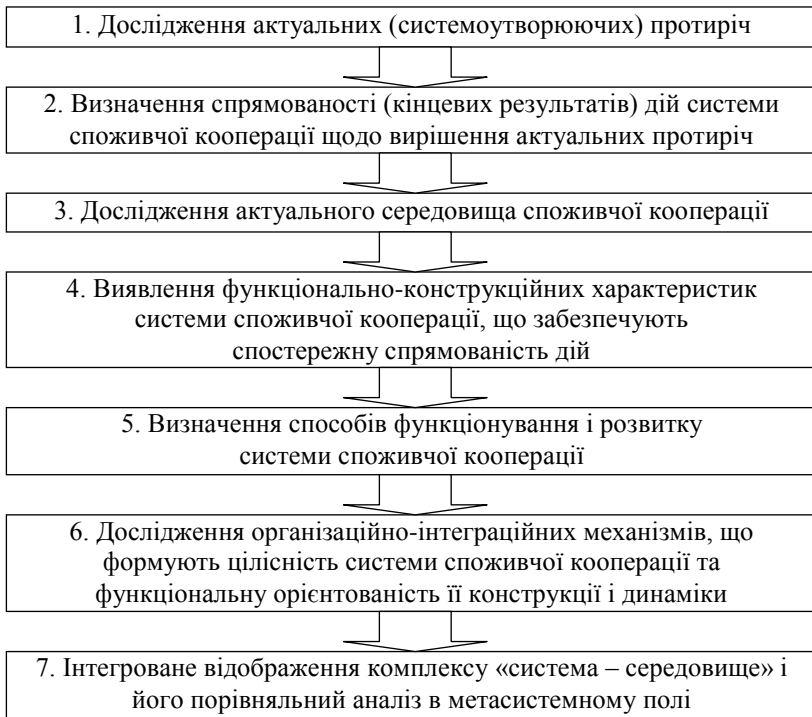 1. Дослідження актуальних (системоутворюючих) протиріч
2. Визначення спрямованості (кінцевих результатів) дій системи
споживчої кооперації щодо вирішення актуальних протиріч
3. Дослідження актуального середовища споживчої кооперації
4. Виявлення функціонально-конструкційних характеристик
системи споживчої кооперації, що забезпечують
спостережну спрямованість дій
5. Визначення способів функціонування і розвитку
системи споживчої кооперації
6. Дослідження організаційно-інтеграційних механізмів, що
формують цілісність системи споживчої кооперації та
функціональну орієнтованість її конструкції і динаміки
7. Інтегроване відображення комплексу «система – середовище» і
його порівняльний аналіз в метасистемному полі